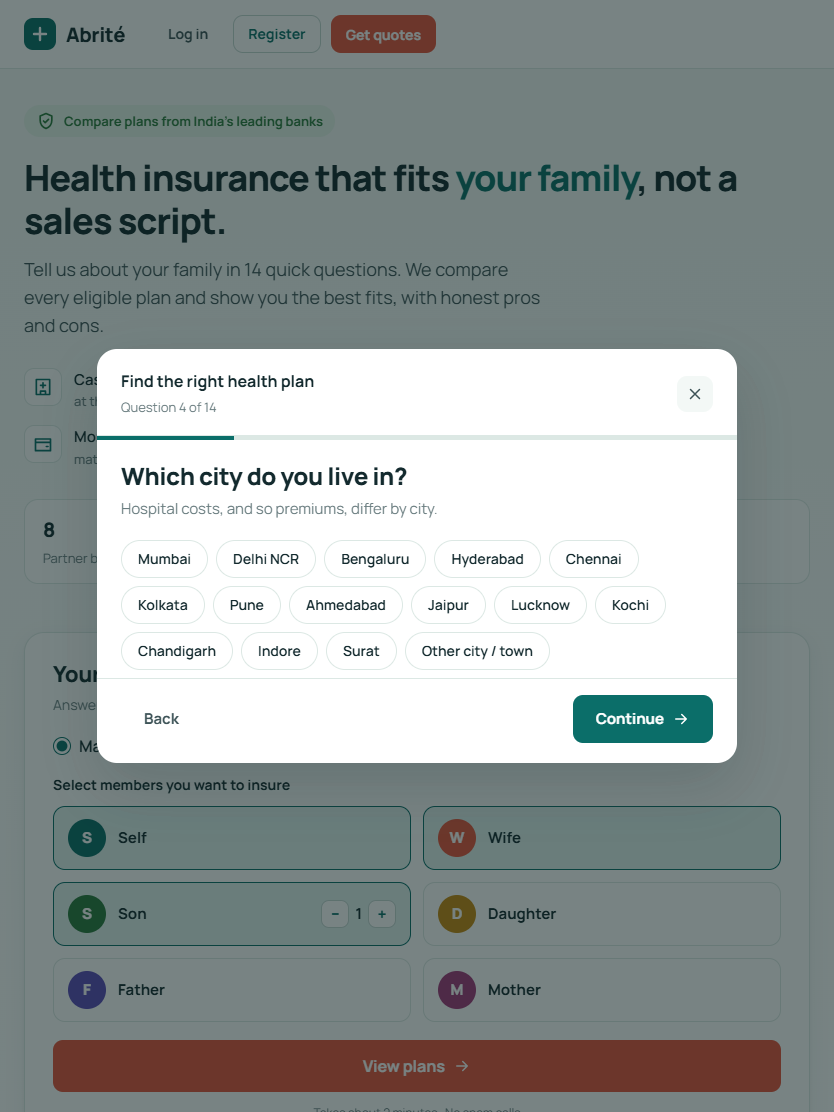 Abrité
Log in
Register
Get quotes
Compare plans from India's leading banks
Health insurance that fits your family, not a
sales script.
Tell us about your family in 14 quick questions. We compare
every eligible plan and show you the best fits, with honest pros
and cons.
Find the right health plan
Question 4 of 14
Which city do you live in?
Hospital costs, and so premiums, differ by city.
Mumbai
Delhi NCR
Bengaluru
Hyderabad
Chennai
Kolkata
Pune
Ahmedabad
Jaipur
Lucknow
Kochi
Chandigarh
Indore
Surat
Other city / town
Back
Continue
8
Partner
Your
Select members you want to insure
S
Self
W
Wife
S
Son
− 1 +
D
Daughter
F
Father
M
Mother
View plans